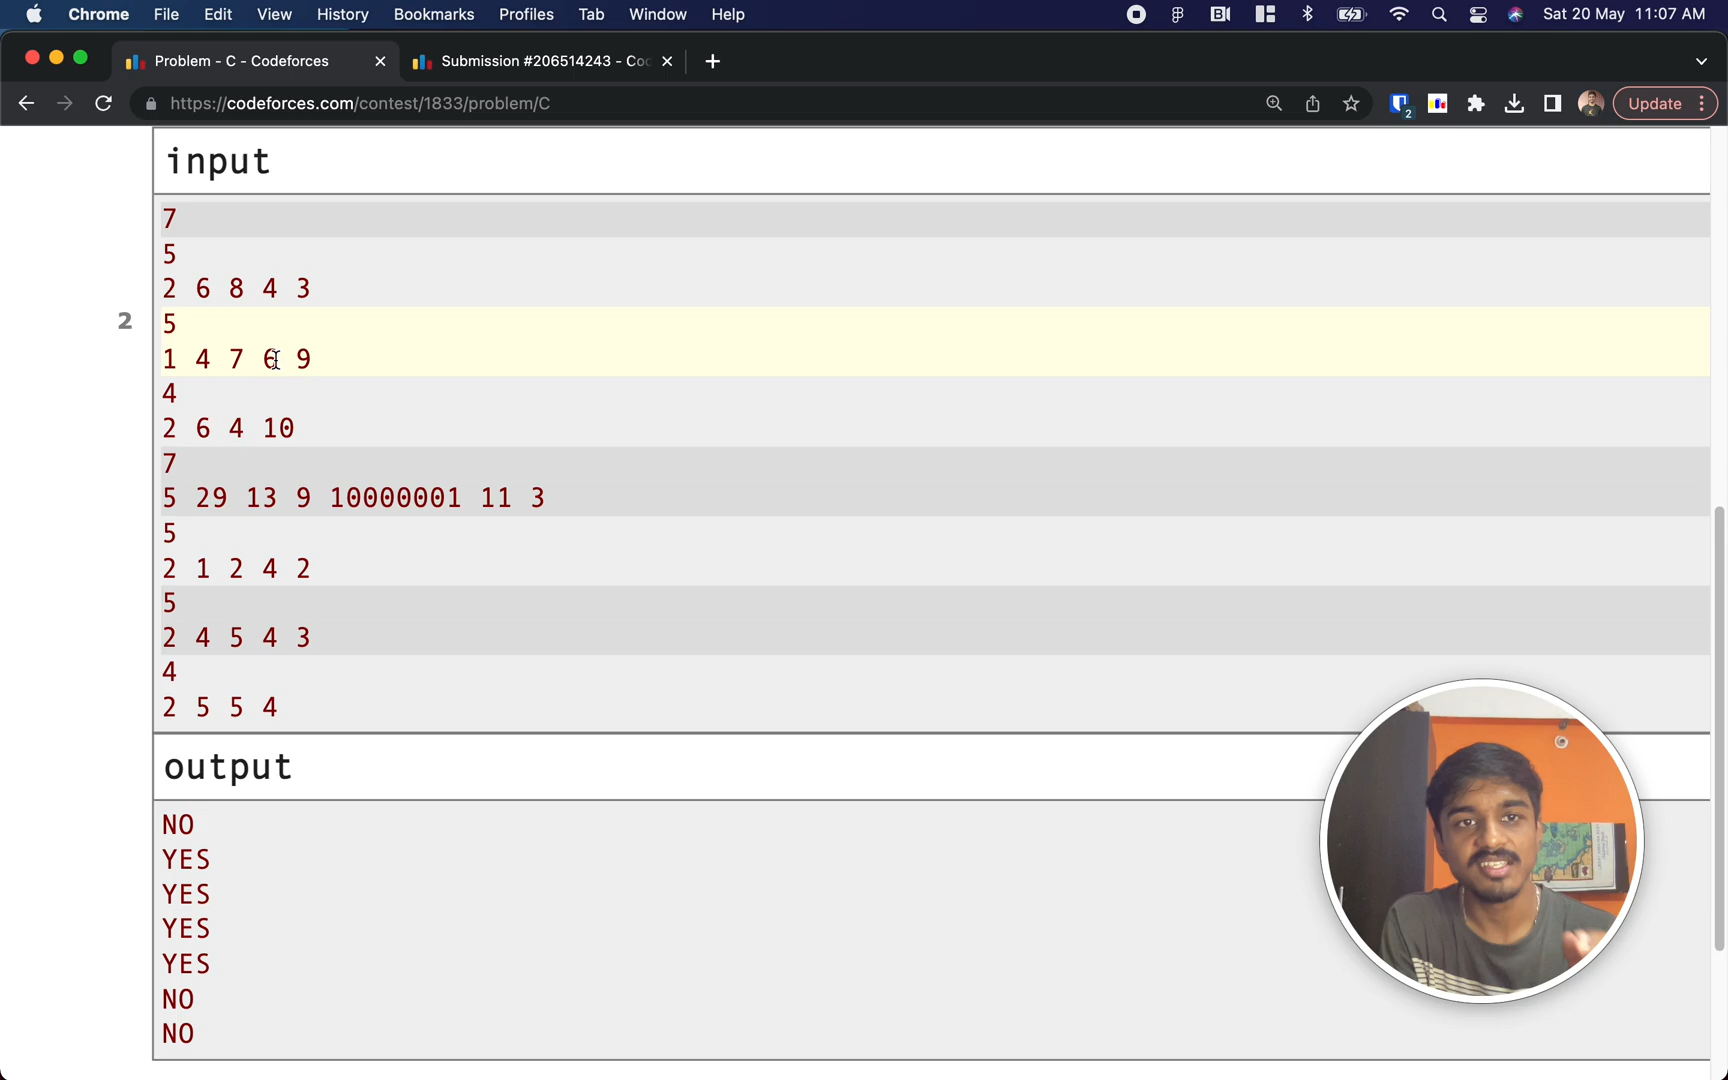 Chrome File Edit View History Bookmarks Profiles Tab Window Help Sat 20 May 11:07 AM
Problem - C - Codeforces Submission #206514243 - Co
https://codeforces.com/contest/1833/problem/C 2 Update
input
7
5
2 6 8 4 3
2 5
1 4 7 6 9
4
2 6 4 10
7
5 29 13 9 10000001 11 3
5
2 1 2 4 2
5
2 4 5 4 3
4
2 5 5 4
output
NO
YES
YES
YES
YES
NO
NO